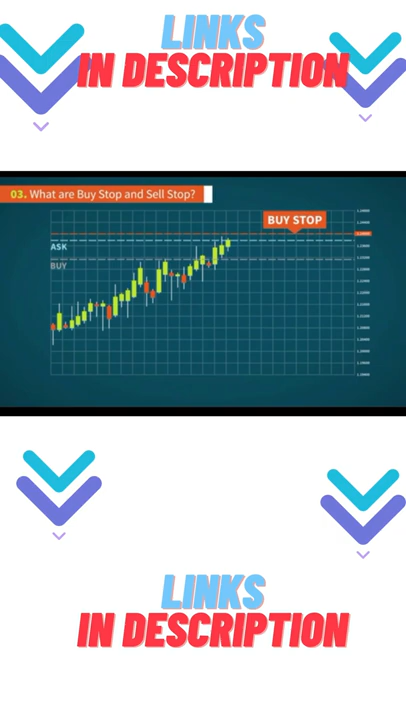 LINKS
IN DESCRIPTION
03. What are Buy Stop and Sell Stop?
BUY STOP
ASK
BUY
LINKS
IN DESCRIPTION